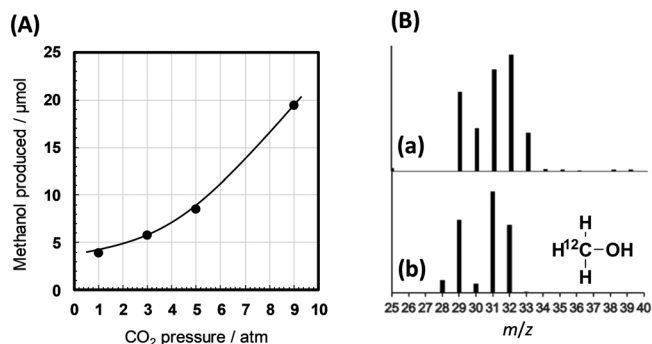 (A)
25
20
15
10
5
0
0 1 2 3 4 5 6 7 8 9 10
Methanol produced / μmol
CO₂ pressure / atm
(B)
(a)
(b)
H
H¹²C–OH
H
25 26 27 28 29 30 31 32 33 34 35 36 37 38 39 40
m/z